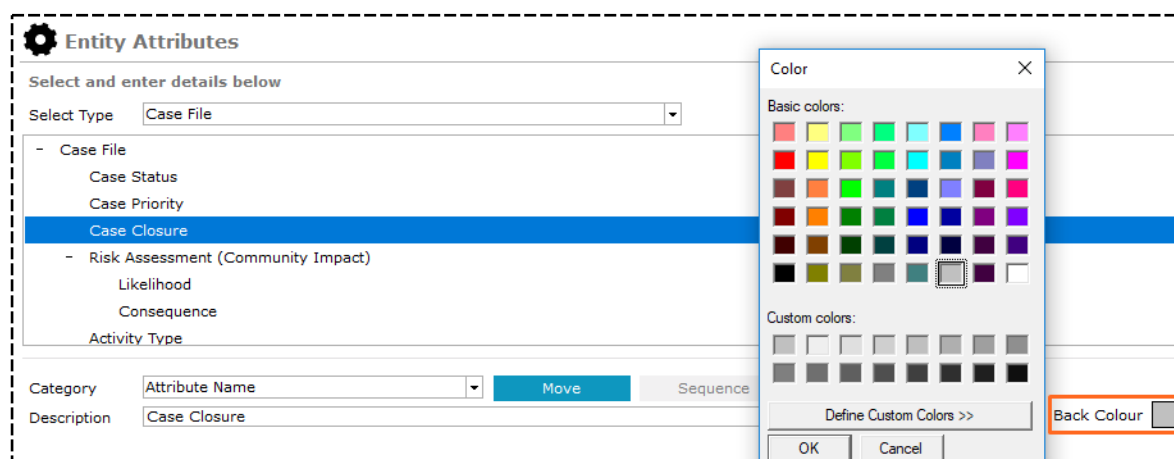 Entity Attributes
Select and enter details below
Select Type Case File
- Case File
Case Status
Case Priority
Case Closure
- Risk Assessment (Community Impact)
Likelihood
Consequence
Activity Type
Category Attribute Name Move Sequence
Description Case Closure
Back Colour
Color
Basic colors:
Custom colors:
Define Custom Colors >>
OK Cancel